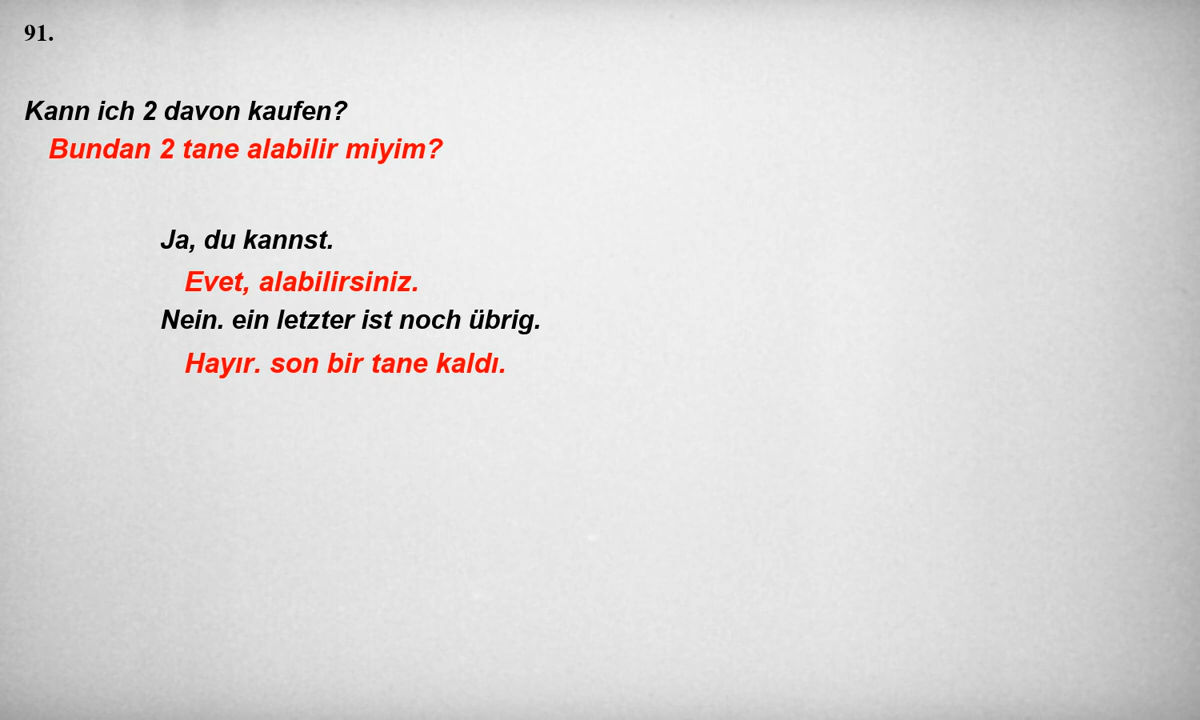 91.
Kann ich 2 davon kaufen?
Bundan 2 tane alabilir miyim?
Ja, du kannst.
Evet, alabilirsiniz.
Nein. ein letzter ist noch übrig.
Hayır. son bir tane kaldı.